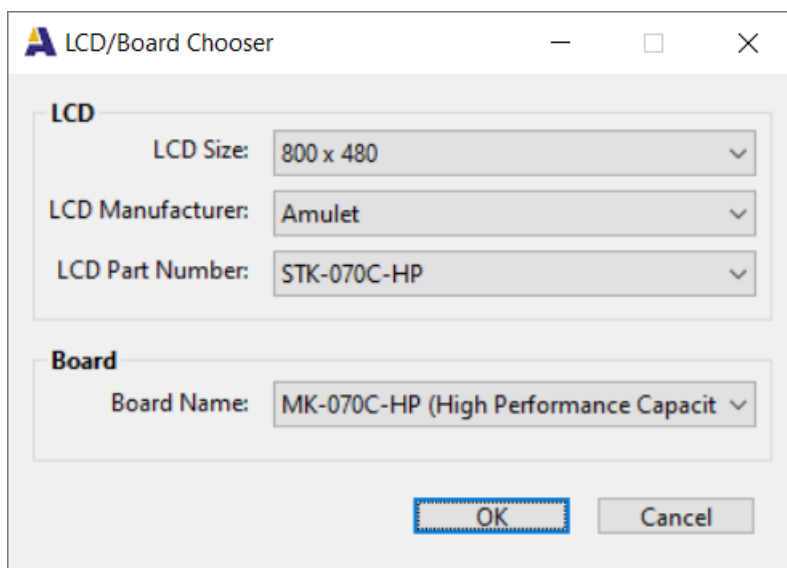 LCD/Board Chooser
LCD
LCD Size: 800 x 480
LCD Manufacturer: Amulet
LCD Part Number: STK-070C-HP
Board
Board Name: MK-070C-HP (High Performance Capacit
OK Cancel